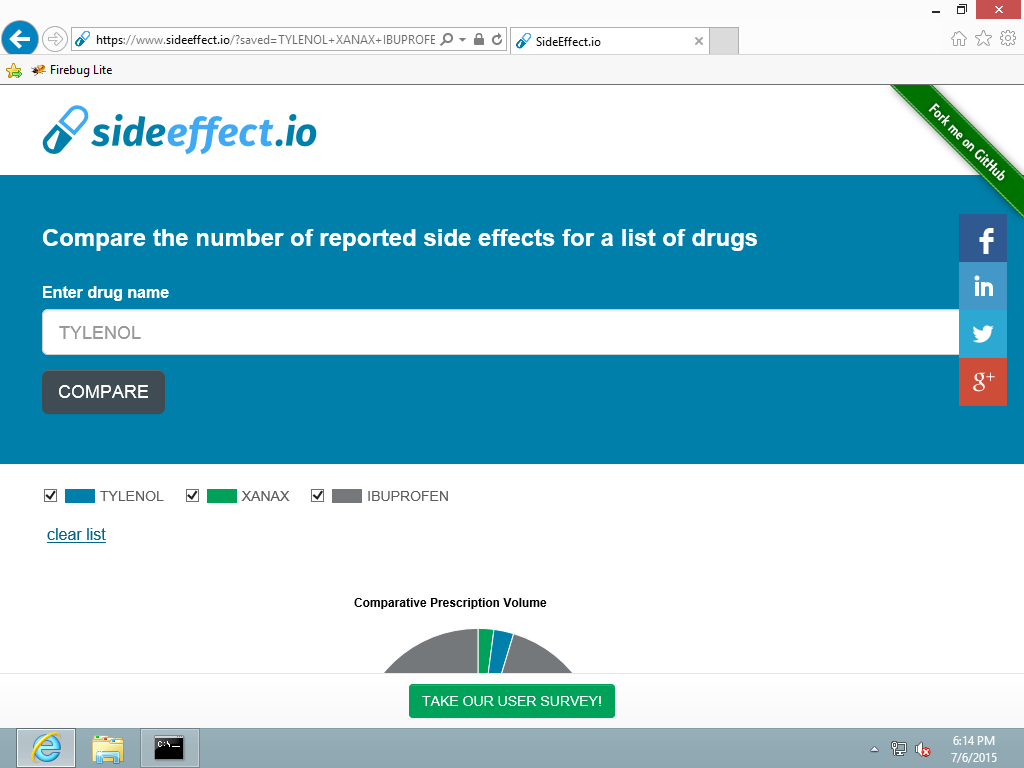 https://www.sideeffect.io/?saved=TYLENOL+XANAX+IBUPROFE
SideEffect.io
Firebug Lite
sideeffect.io
Fork me on GitHub
Compare the number of reported side effects for a list of drugs
Enter drug name
TYLENOL
COMPARE
f
in
g+
TYLENOL XANAX IBUPROFEN
clear list
Comparative Prescription Volume
TAKE OUR USER SURVEY!
C:\_
6:14 PM
7/6/2015